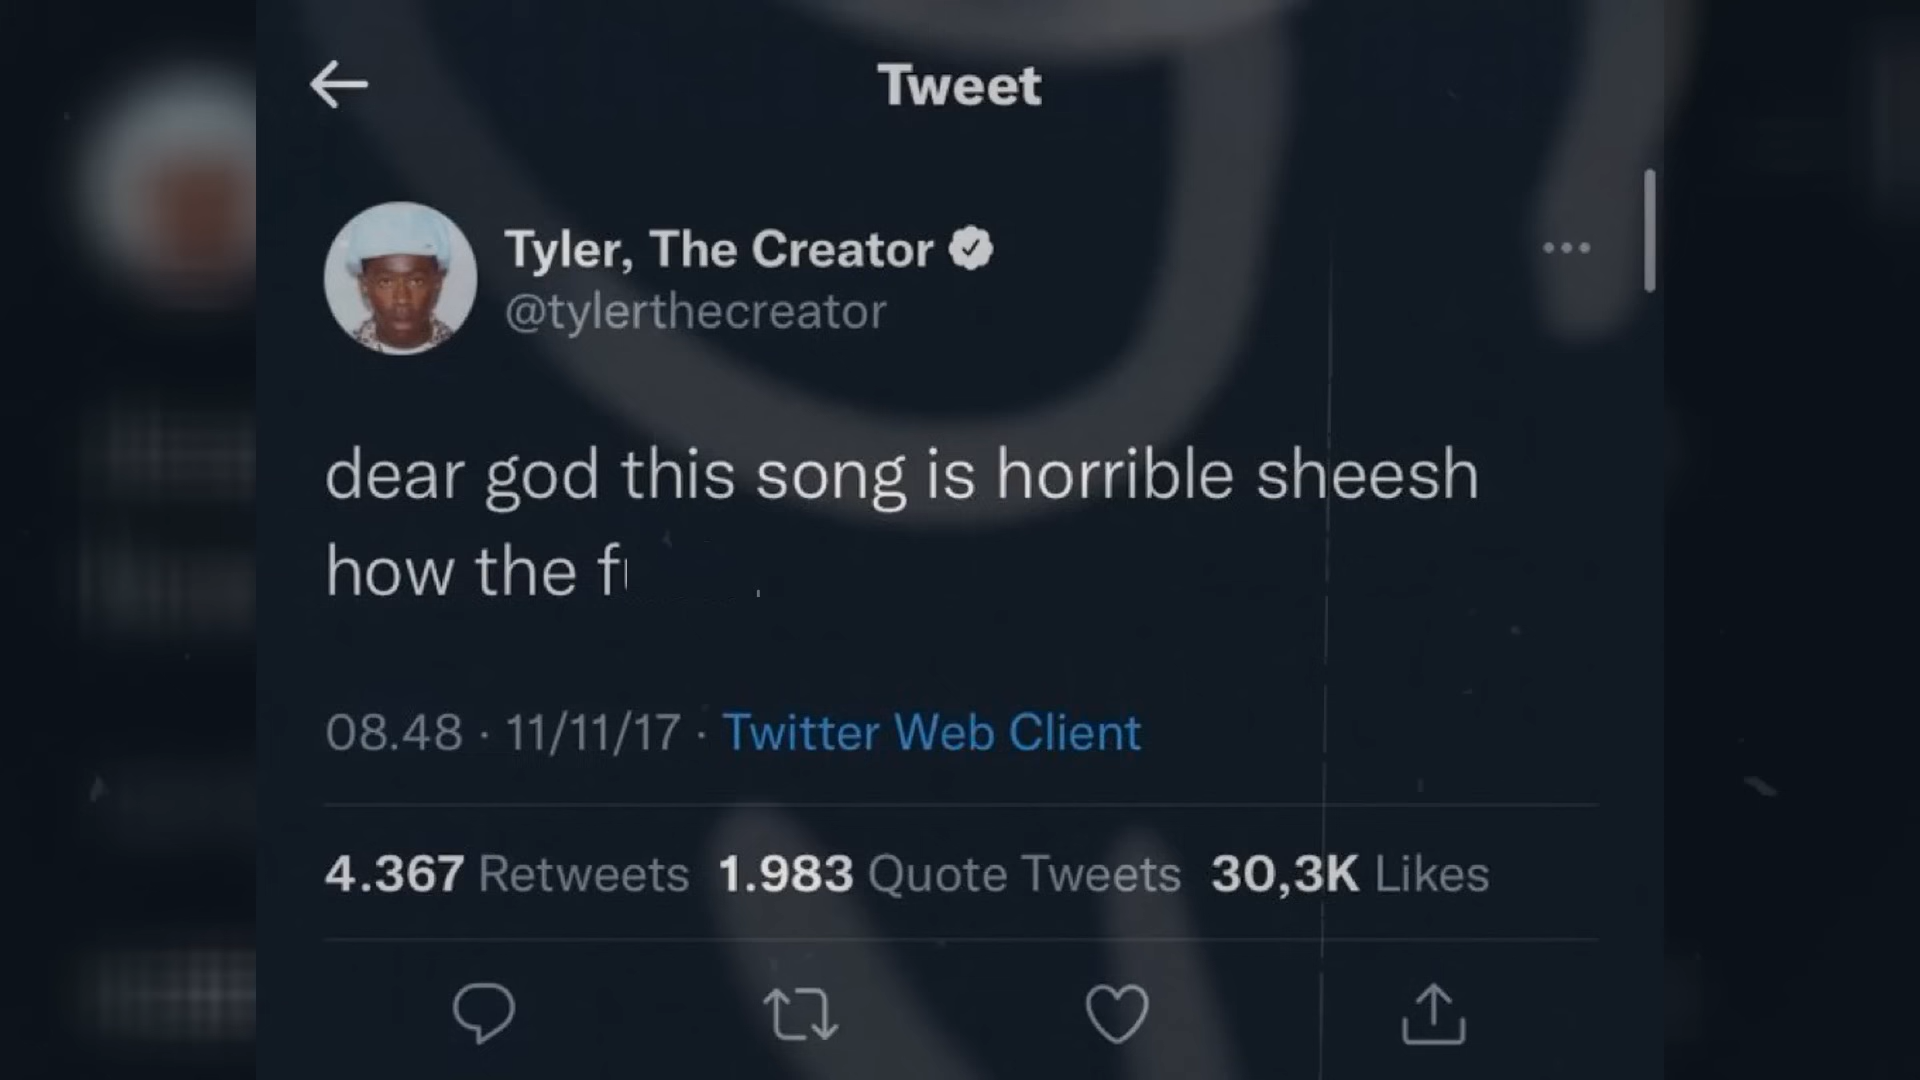 Tweet
Tyler, The Creator
@tylerthecreator
dear god this song is horrible sheesh
how the f
08.48 · 11/11/17 · Twitter Web Client
4.367 Retweets 1.983 Quote Tweets 30,3K Likes